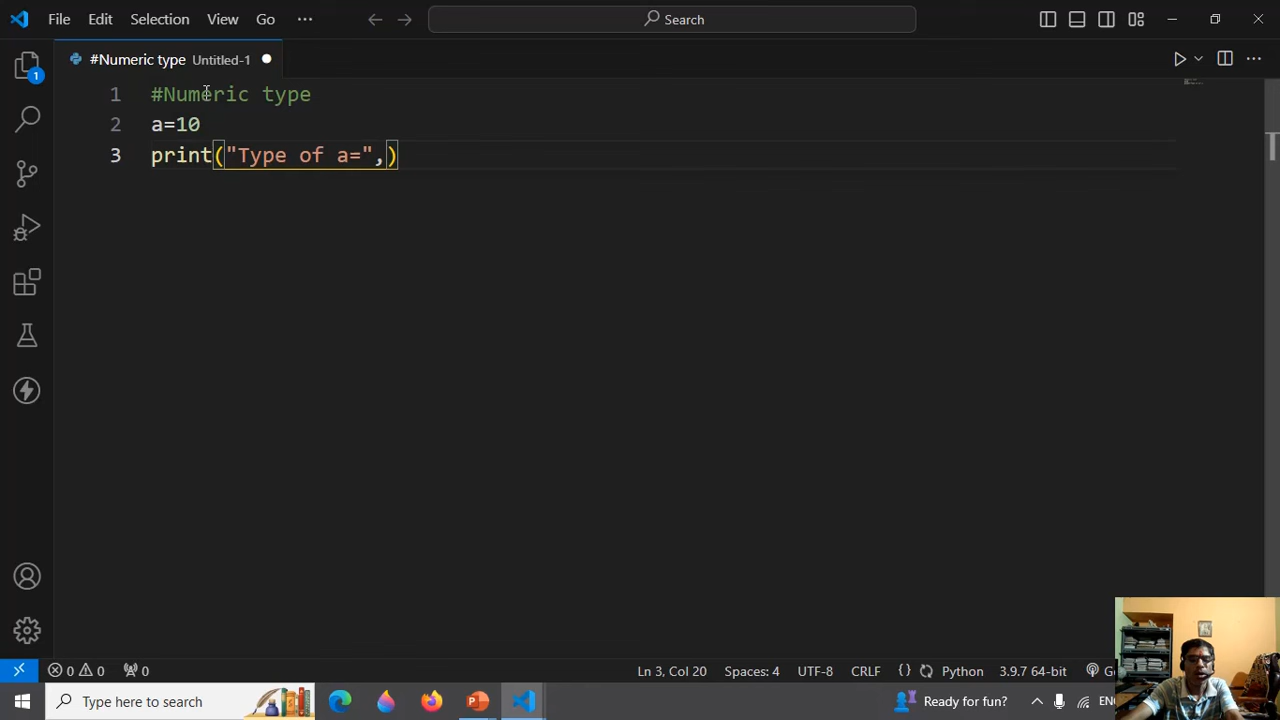 File Edit Selection View Go ··· Search
#Numeric type Untitled-1
1 #Numeric type
2 a=10
3 print("Type of a=",)
1
0 0 0 Ln 3, Col 20 Spaces: 4 UTF-8 CRLF {} Python 3.9.7 64-bit
Type here to search Ready for fun?